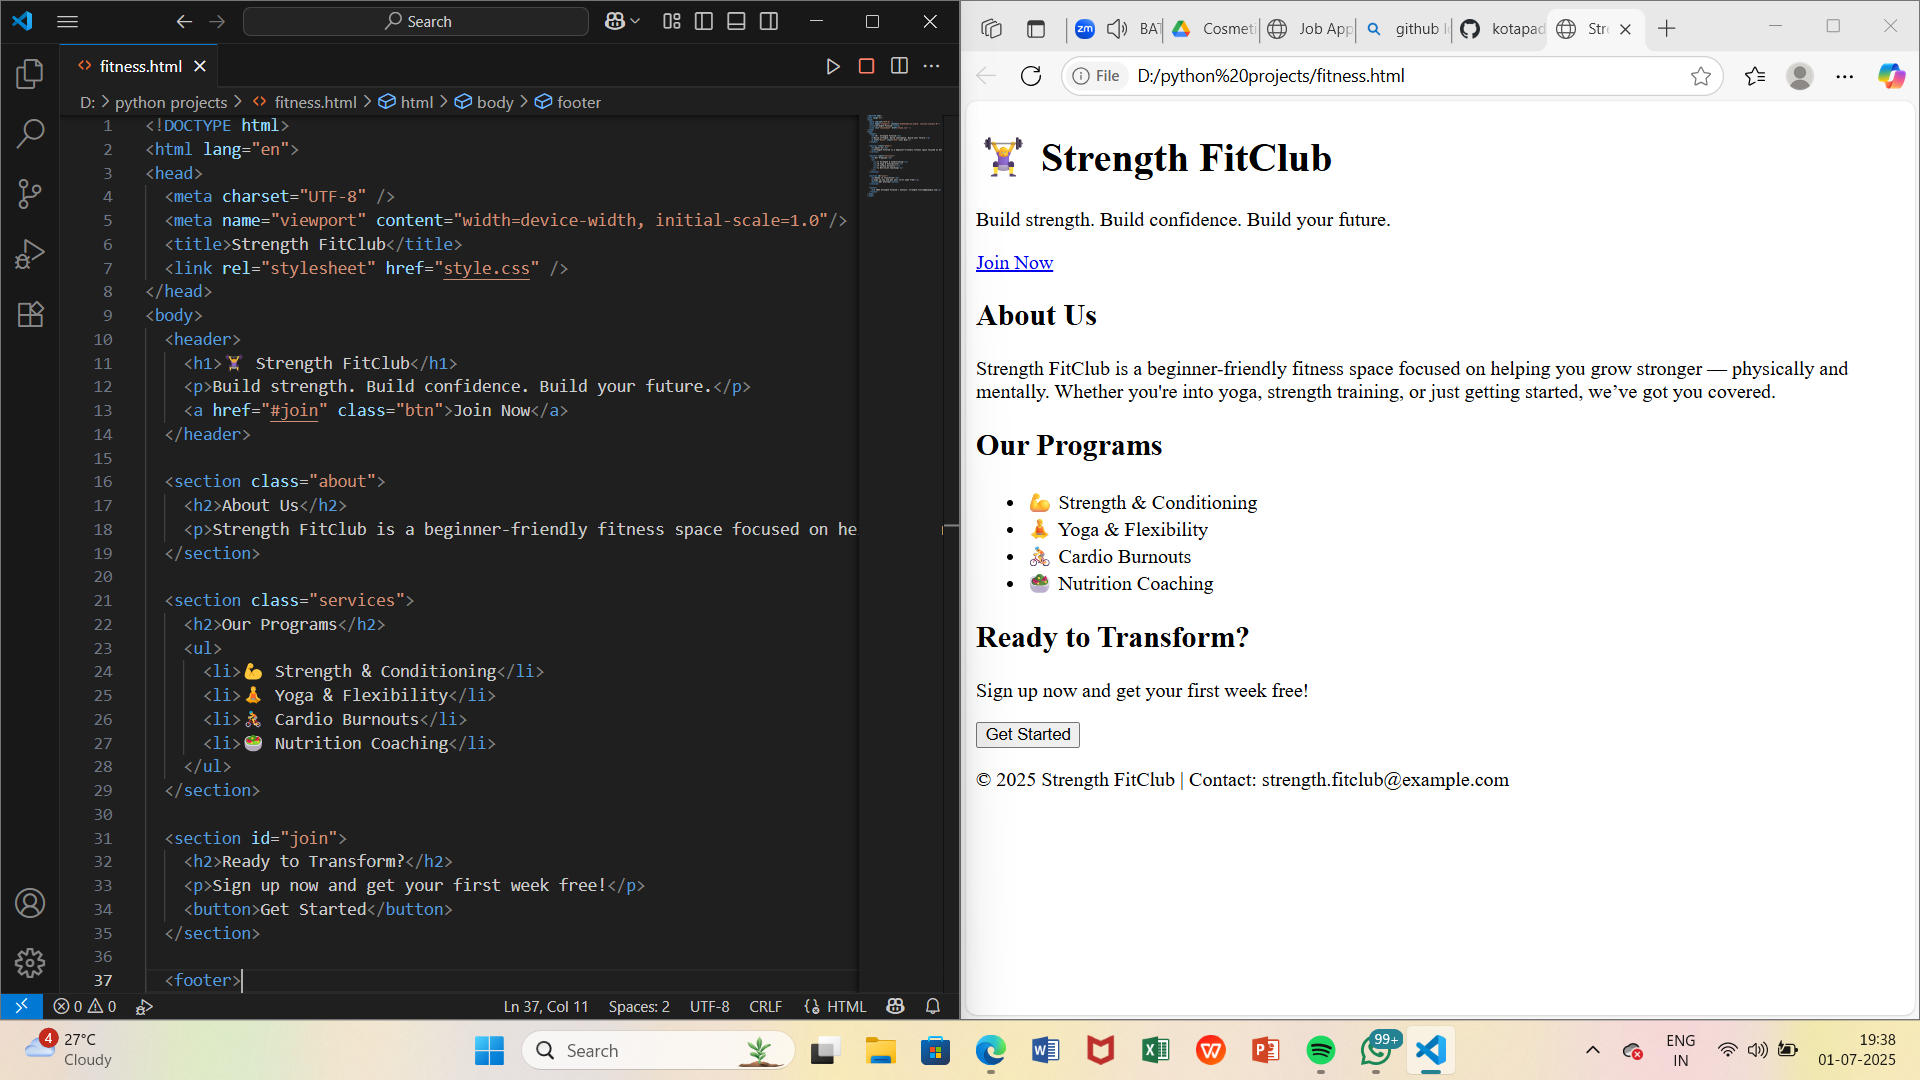 Search
fitness.html
D: > python projects > fitness.html > html > body > footer
1 <!DOCTYPE html>
2 <html lang="en">
3 <head>
4 <meta charset="UTF-8" />
5 <meta name="viewport" content="width=device-width, initial-scale=1.0"/>
6 <title>Strength FitClub</title>
7 <link rel="stylesheet" href="style.css" />
8 </head>
9 <body>
10 <header>
11 <h1>🏋️‍♀️ Strength FitClub</h1>
12 <p>Build strength. Build confidence. Build your future.</p>
13 <a href="#join" class="btn">Join Now</a>
14 </header>
15
16 <section class="about">
17 <h2>About Us</h2>
18 <p>Strength FitClub is a beginner-friendly fitness space focused on he
19 </section>
20
21 <section class="services">
22 <h2>Our Programs</h2>
23 <ul>
24 <li>💪 Strength & Conditioning</li>
25 <li>🧘 Yoga & Flexibility</li>
26 <li>🚴 Cardio Burnouts</li>
27 <li>🥗 Nutrition Coaching</li>
28 </ul>
29 </section>
30
31 <section id="join">
32 <h2>Ready to Transform?</h2>
33 <p>Sign up now and get your first week free!</p>
34 <button>Get Started</button>
35 </section>
36
37 <footer>
0 0 Ln 37, Col 11 Spaces: 2 UTF-8 CRLF HTML
zm BAT Cosmeti Job App github l kotapad Str
File D:/python%20projects/fitness.html
🏋️‍♀️ Strength FitClub
Build strength. Build confidence. Build your future.
Join Now
About Us
Strength FitClub is a beginner-friendly fitness space focused on helping you grow stronger — physically and
mentally. Whether you're into yoga, strength training, or just getting started, we’ve got you covered.
Our Programs
• 💪 Strength & Conditioning
• 🧘 Yoga & Flexibility
• 🚴 Cardio Burnouts
• 🥗 Nutrition Coaching
Ready to Transform?
Sign up now and get your first week free!
Get Started
© 2025 Strength FitClub | Contact: strength.fitclub@example.com
4
27°C
Cloudy
Search
99+
ENG
IN
19:38
01-07-2025